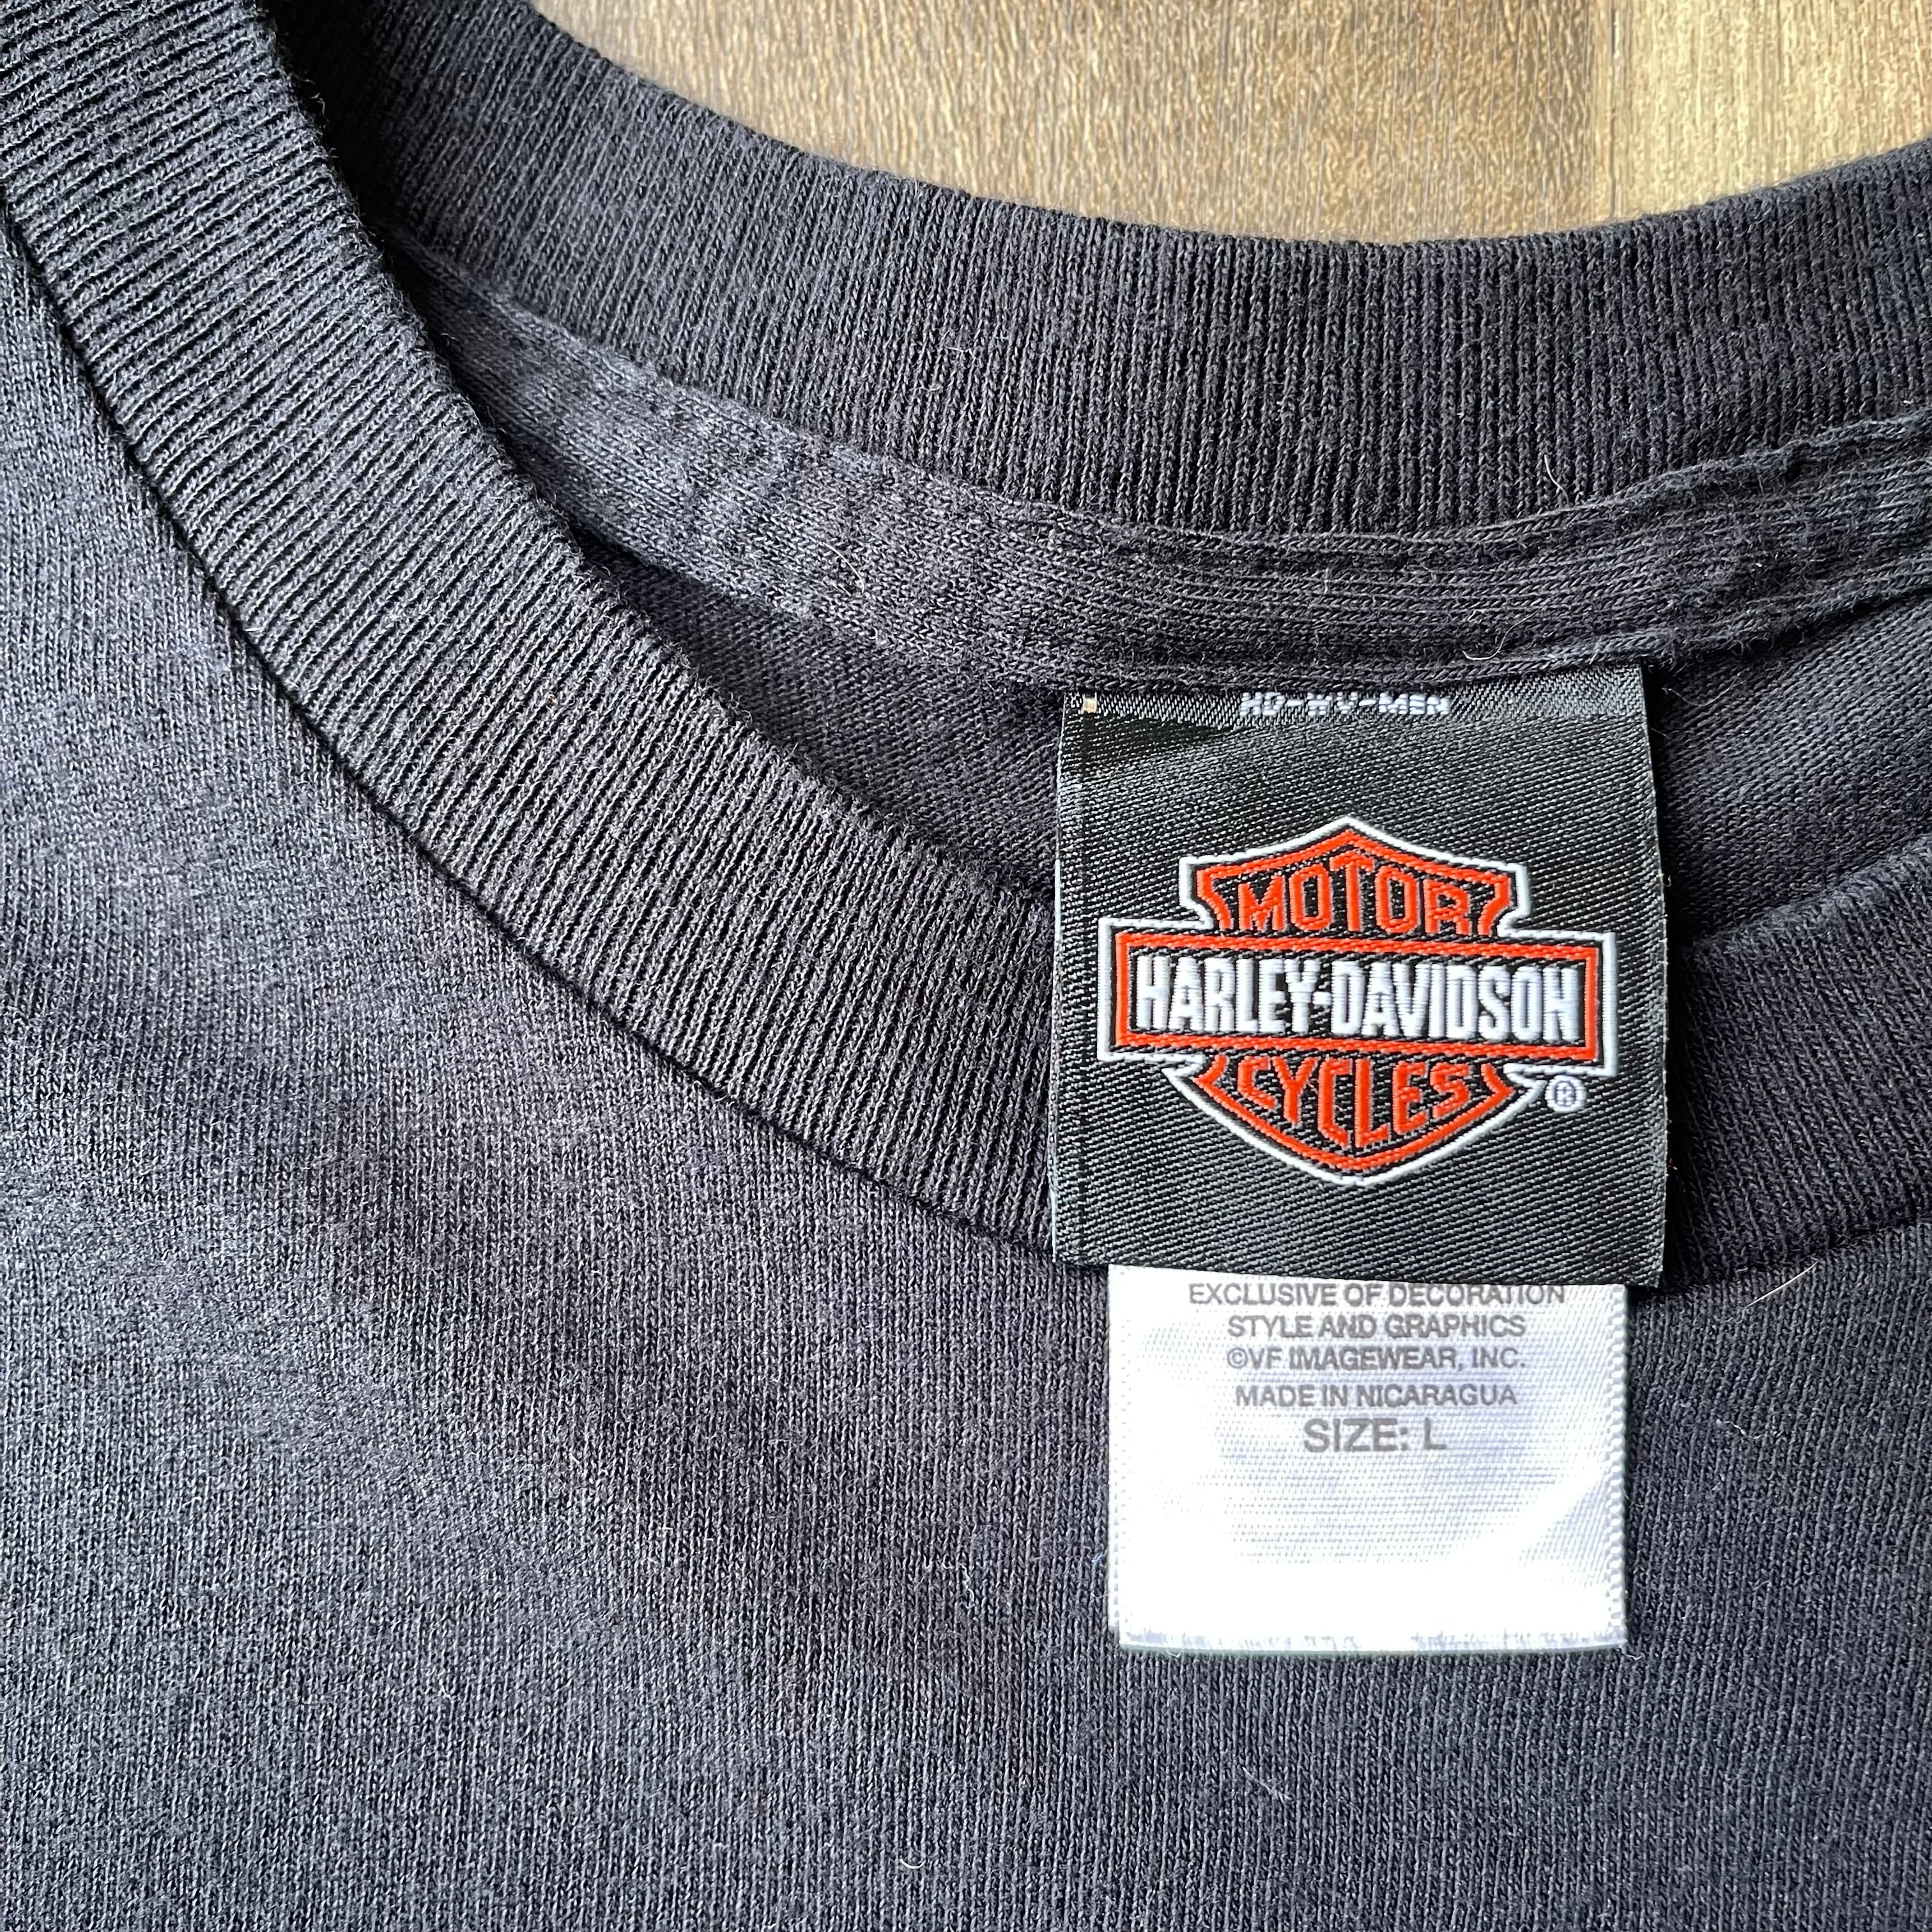 MOTOR
HARLEY-DAVIDSON
CYCLES
®
EXCLUSIVE OF DECORATION
STYLE AND GRAPHICS
©VF IMAGEWEAR, INC.
MADE IN NICARAGUA
SIZE: L